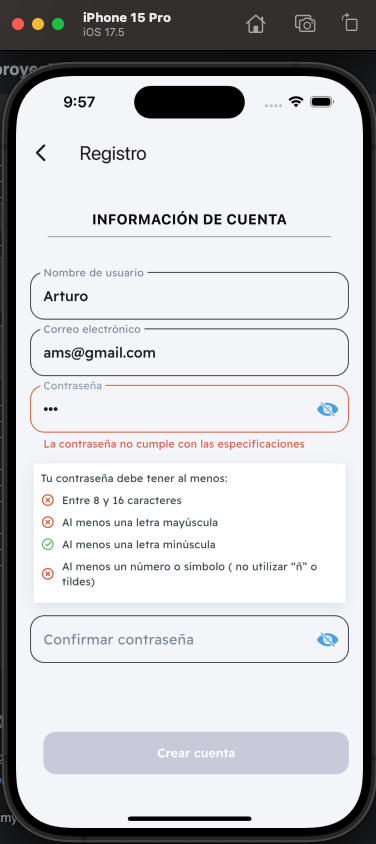 iPhone 15 Pro
iOS 17.5
9:57
Registro
INFORMACIÓN DE CUENTA
Nombre de usuario
Arturo
Correo electrónico
ams@gmail.com
Contraseña
•••
La contraseña no cumple con las especificaciones
Tu contraseña debe tener al menos:
Entre 8 y 16 caracteres
Al menos una letra mayúscula
Al menos una letra minúscula
Al menos un número o símbolo ( no utilizar “ñ” o
tildes)
Confirmar contraseña
Crear cuenta